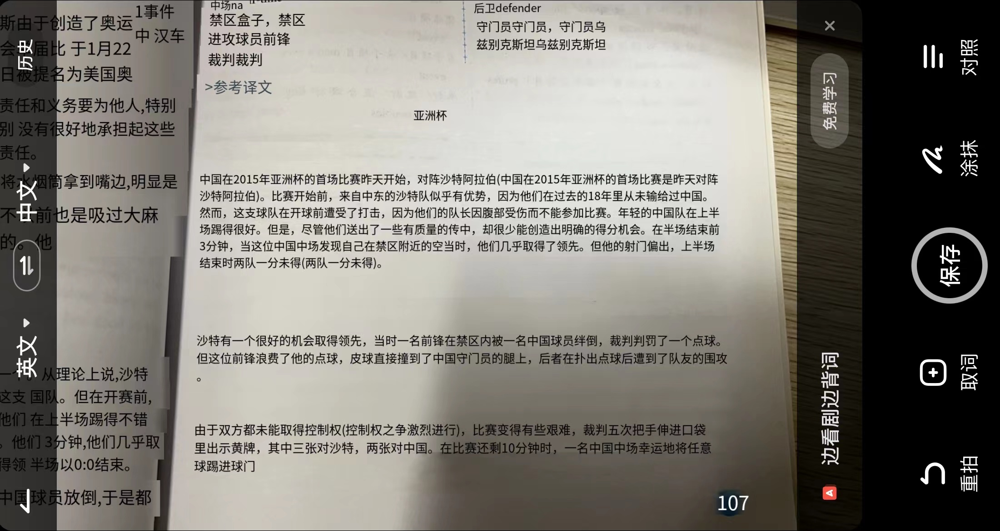 斯由于创造了奥运
会单届比 于1月22
日被提名为美国奥
1事件
中 汉车
责任和义务要为他人,特别
别 没有很好地承担起这些
责任。
将水烟筒拿到嘴边,明显是
不以前也是吸过大麻
的。他
一个。从理论上说,沙特
这支 国队。但在开赛前,
他们 在上半场踢得不错
。他们 3分钟,他们几乎取
得领 半场以0:0结束。
中国球员放倒,于是都
历史
中文
英文
中场na
禁区盒子，禁区
进攻球员前锋
裁判裁判
后卫defender
守门员守门员，守门员乌
兹别克斯坦乌兹别克斯坦
>参考译文
亚洲杯
中国在2015年亚洲杯的首场比赛昨天开始，对阵沙特阿拉伯(中国在2015年亚洲杯的首场比赛是昨天对阵
沙特阿拉伯)。比赛开始前，来自中东的沙特队似乎有优势，因为他们在过去的18年里从未输给过中国。
然而，这支球队在开球前遭受了打击，因为他们的队长因腹部受伤而不能参加比赛。年轻的中国队在上半
场踢得很好。但是，尽管他们送出了一些有质量的传中，却很少能创造出明确的得分机会。在半场结束前
3分钟，当这位中国中场发现自己在禁区附近的空当时，他们几乎取得了领先。但他的射门偏出，上半场
结束时两队一分未得(两队一分未得)。
沙特有一个很好的机会取得领先，当时一名前锋在禁区内被一名中国球员绊倒，裁判判罚了一个点球。
但这位前锋浪费了他的点球，皮球直接撞到了中国守门员的腿上，后者在扑出点球后遭到了队友的围攻
。
由于双方都未能取得控制权(控制权之争激烈进行)，比赛变得有些艰难，裁判五次把手伸进口袋
里出示黄牌，其中三张对沙特，两张对中国。在比赛还剩10分钟时，一名中国中场幸运地将任意
球踢进球门
107
免费学习
边看剧边背词
对照
涂抹
保存
取词
重拍